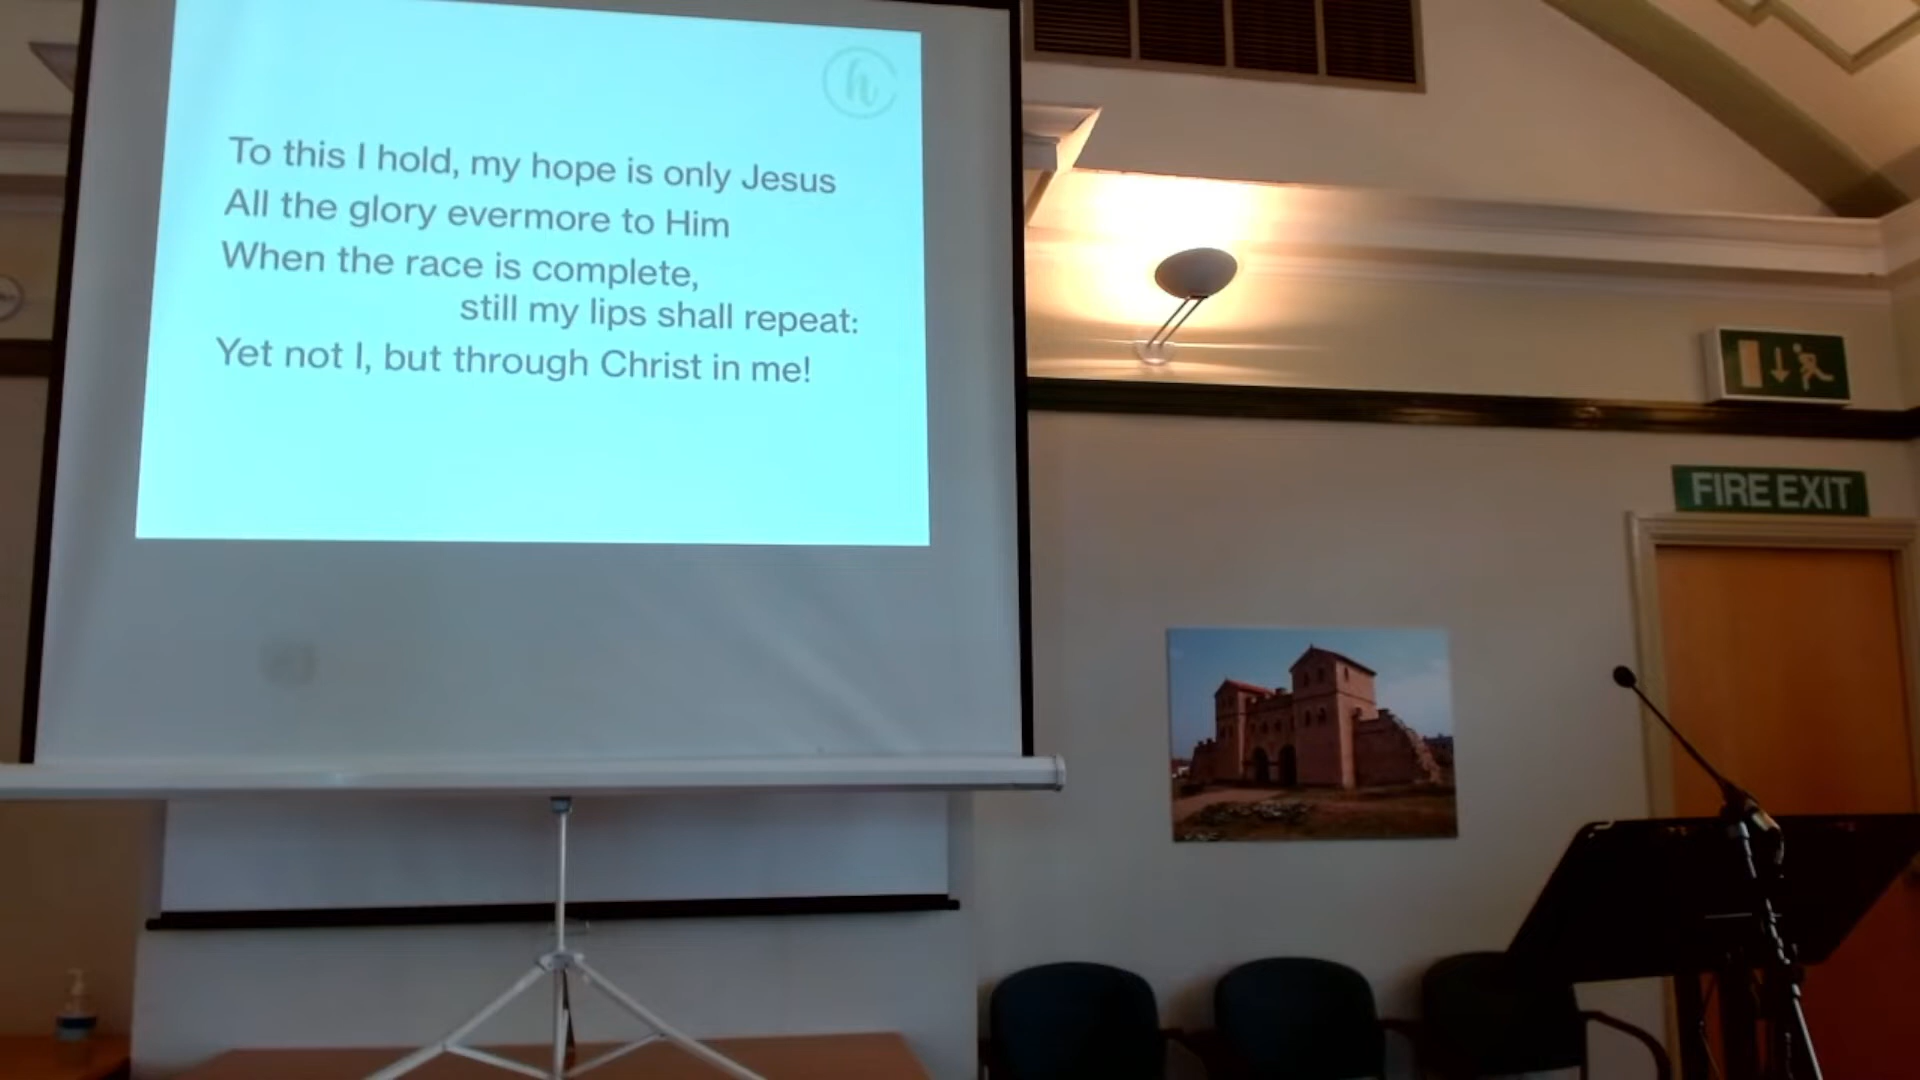 h
To this I hold, my hope is only Jesus
All the glory evermore to Him
When the race is complete,
still my lips shall repeat:
Yet not I, but through Christ in me!
FIRE EXIT